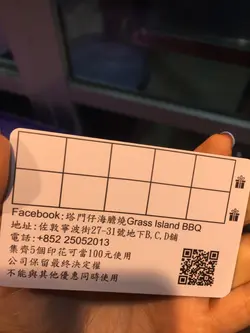 Facebook:塔門仔海膽燒Grass Island BBQ
地址:佐敦寧波街27-31號地下B,C,D舖
電話:+852 25052013
集齊5個印花可當100元使用
公司保留最終決定權
不能與其他優惠同時使用